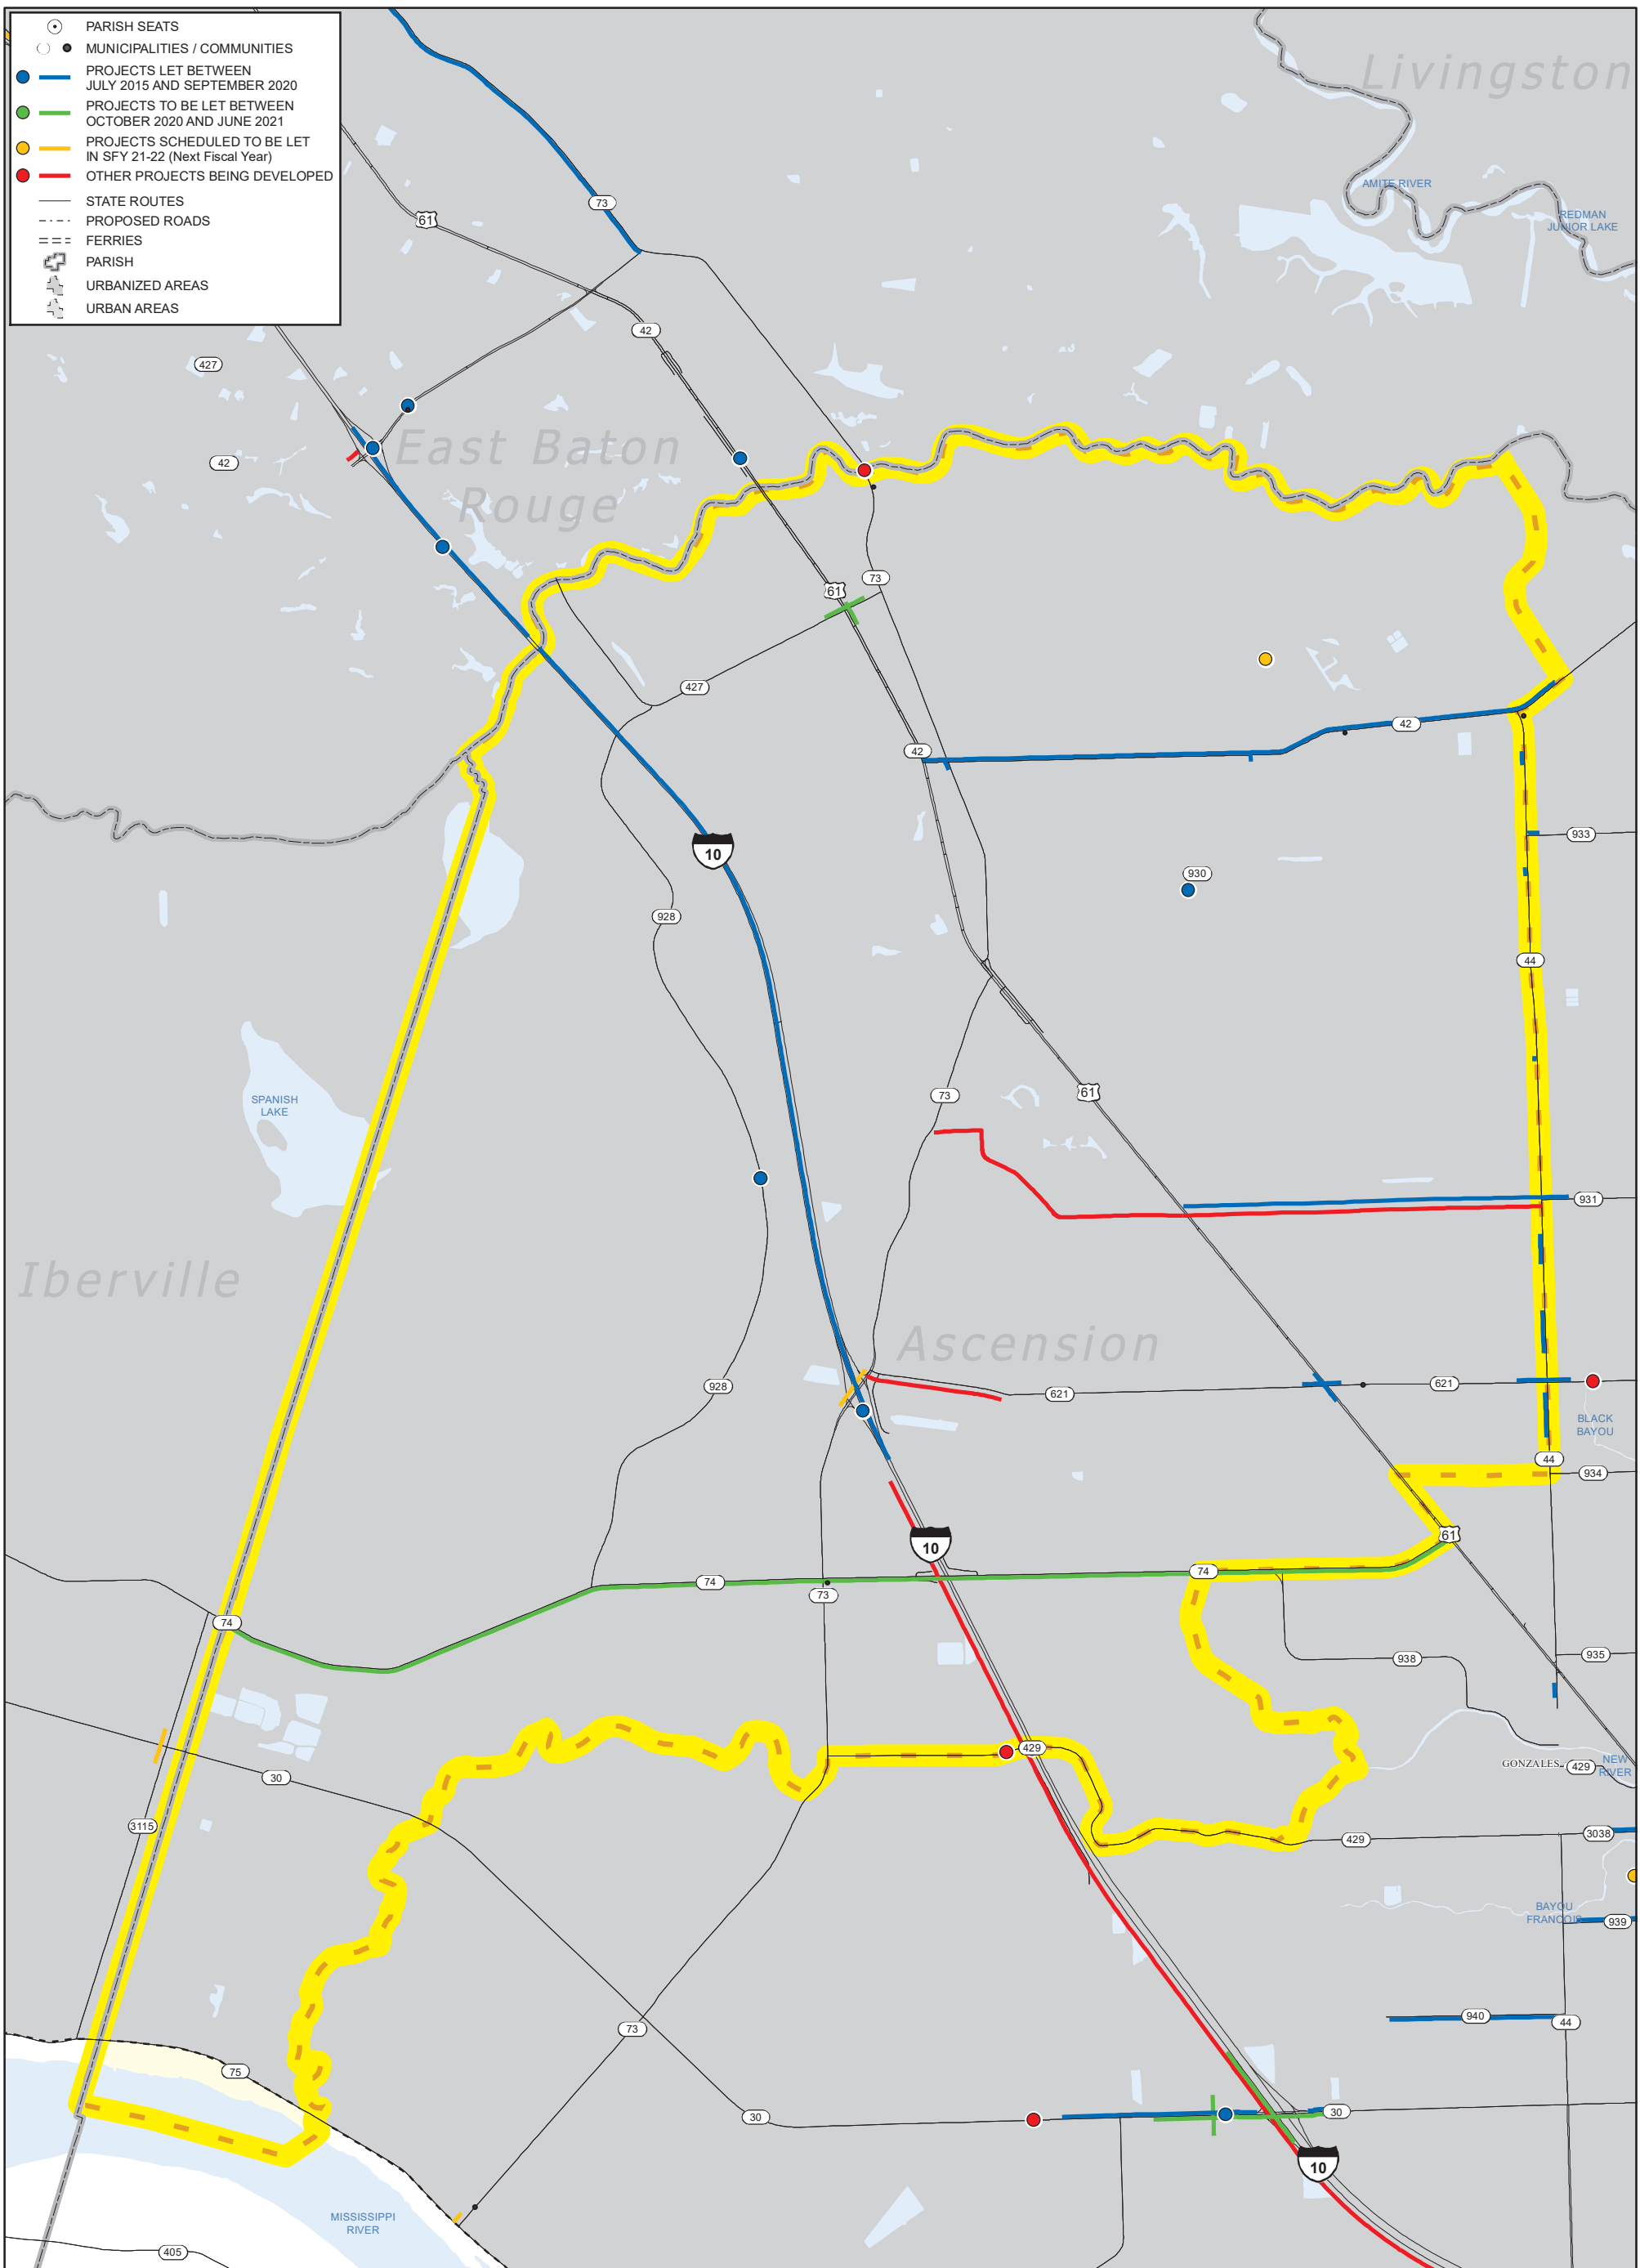 PARISH SEATS
MUNICIPALITIES / COMMUNITIES
PROJECTS LET BETWEEN
JULY 2015 AND SEPTEMBER 2020
PROJECTS TO BE LET BETWEEN
OCTOBER 2020 AND JUNE 2021
PROJECTS SCHEDULED TO BE LET
IN SFY 21-22 (Next Fiscal Year)
OTHER PROJECTS BEING DEVELOPED
STATE ROUTES
PROPOSED ROADS
FERRIES
PARISH
URBANIZED AREAS
URBAN AREAS
Livingston
AMITE RIVER
73
REDMAN
JUNIOR LAKE
61
42
427
East Baton
Rouge
42
73
61
427
42
42
933
10
930
928
44
61
73
SPANISH
LAKE
931
Iberville
Ascension
928
621
621
BLACK
BAYOU
44
934
61
10
74
74
73
74
935
938
429
GONZALES
429
NEW
RIVER
30
3115
3038
429
BAYOU
FRANCOIS
939
940
44
73
75
30
30
10
MISSISSIPPI
RIVER
405